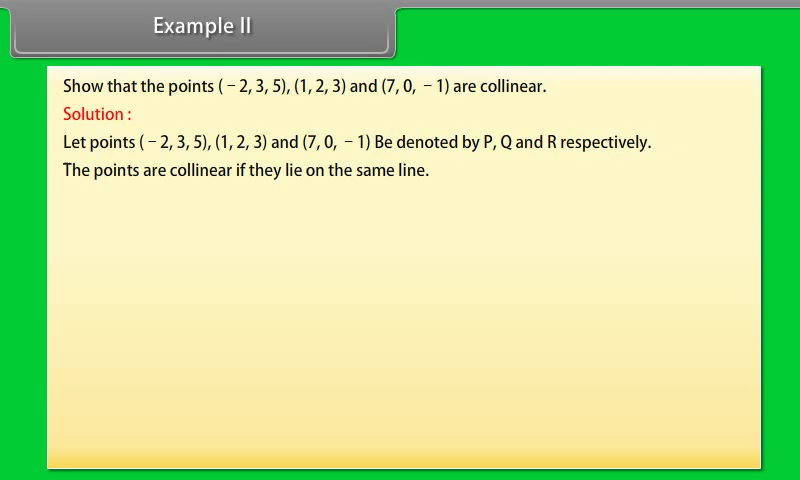 Example II
Show that the points ( − 2, 3, 5), (1, 2, 3) and (7, 0, − 1) are collinear.
Solution :
Let points ( − 2, 3, 5), (1, 2, 3) and (7, 0, − 1) Be denoted by P, Q and R respectively.
The points are collinear if they lie on the same line.